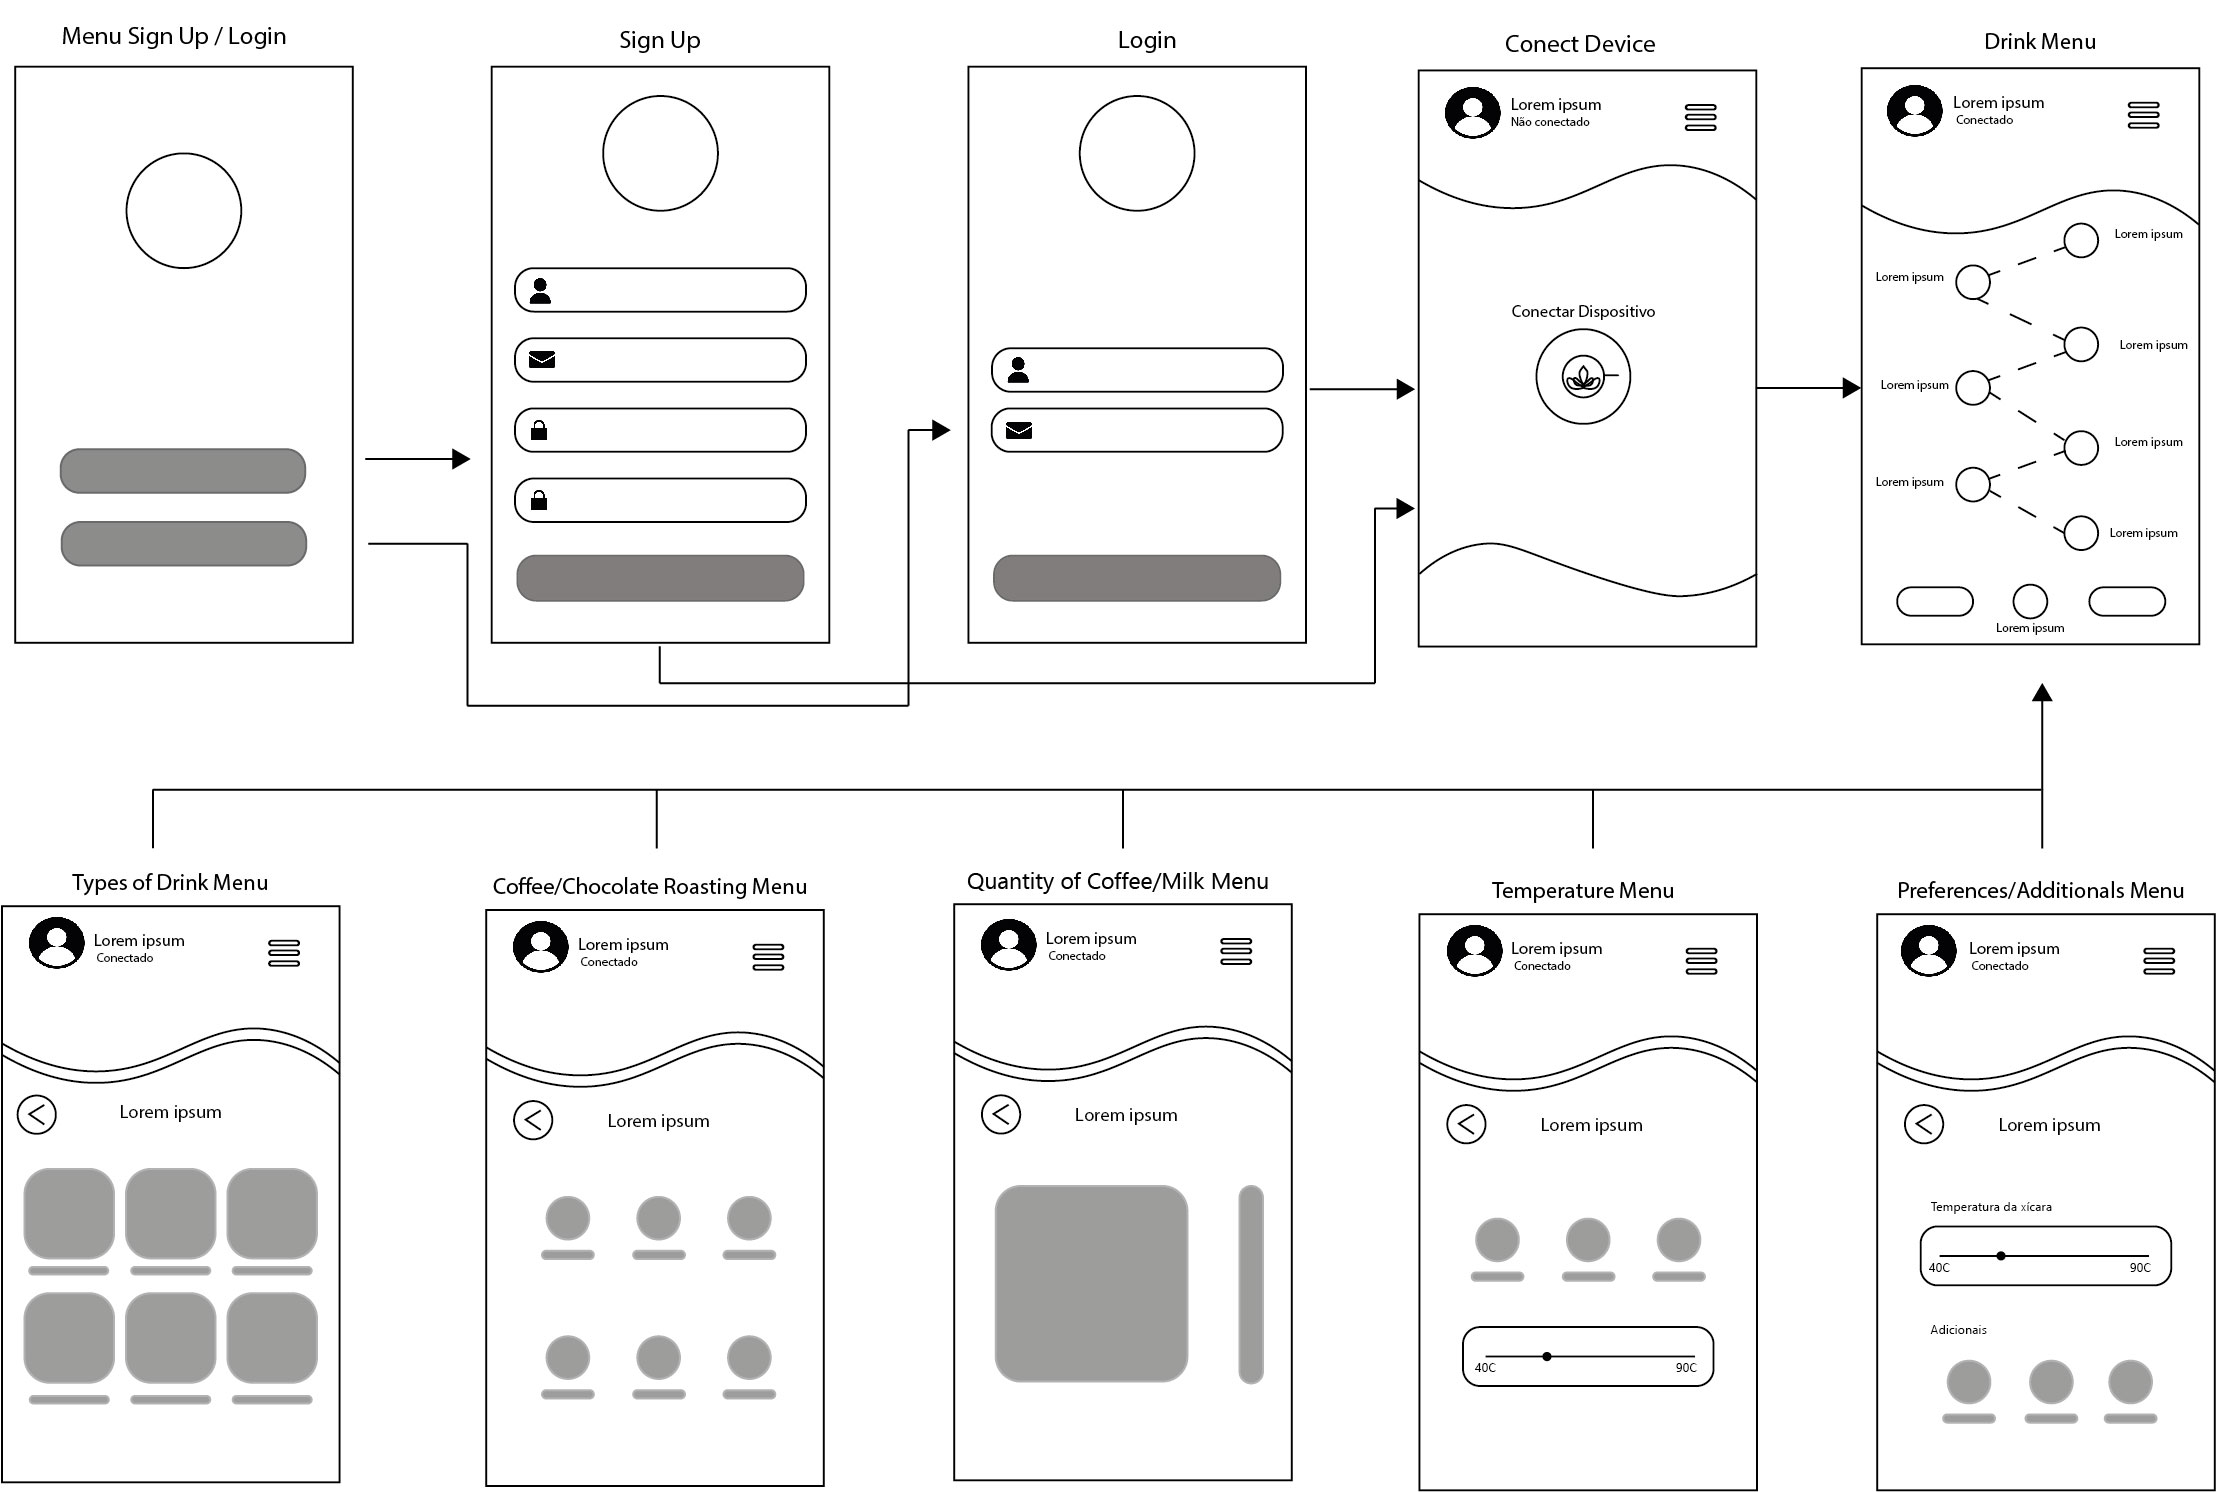 Menu Sign Up / Login
Sign Up
Login
Conect Device
Drink Menu
Lorem ipsum
Não conectado
Conectar Dispositivo
Lorem ipsum
Conectado
Lorem ipsum
Lorem ipsum
Lorem ipsum
Lorem ipsum
Lorem ipsum
Lorem ipsum
Lorem ipsum
Lorem ipsum
Types of Drink Menu
Lorem ipsum
Conectado
Lorem ipsum
Coffee/Chocolate Roasting Menu
Lorem ipsum
Conectado
Lorem ipsum
Quantity of Coffee/Milk Menu
Lorem ipsum
Conectado
Lorem ipsum
Temperature Menu
Lorem ipsum
Conectado
Lorem ipsum
40C 90C
Preferences/Additionals Menu
Lorem ipsum
Conectado
Lorem ipsum
Temperatura da xícara
40C 90C
Adicionais